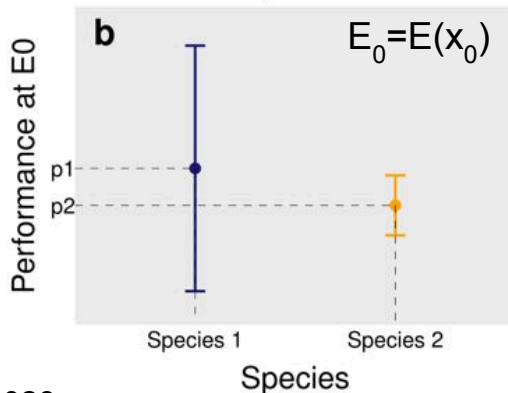 b
E₀=E(x₀)
Performance at E0
p1
p2
Species 1 Species 2
Species